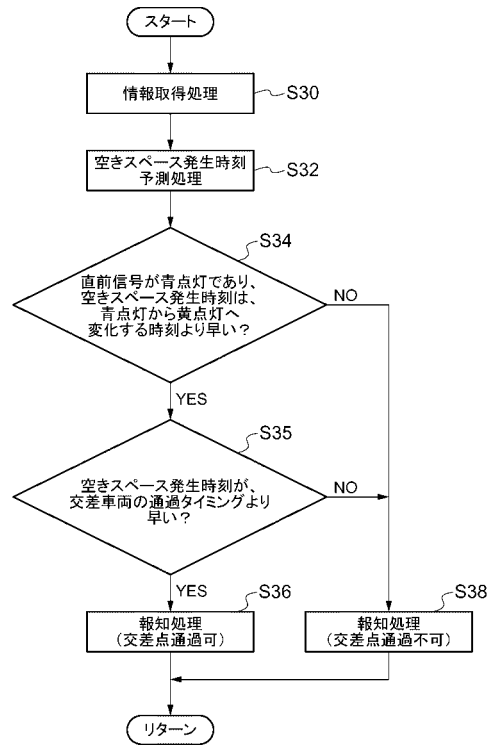 スタート
情報取得処理
S30
空きスペース発生時刻
予測処理
S32
S34
直前信号が青点灯であり、
空きスペース発生時刻は、
青点灯から黄点灯へ
変化する時刻より早い?
NO
YES
S35
空きスペース発生時刻が、
交差車両の通過タイミングより
早い?
NO
YES
S36
報知処理
(交差点通過可)
S38
報知処理
(交差点通過不可)
リターン